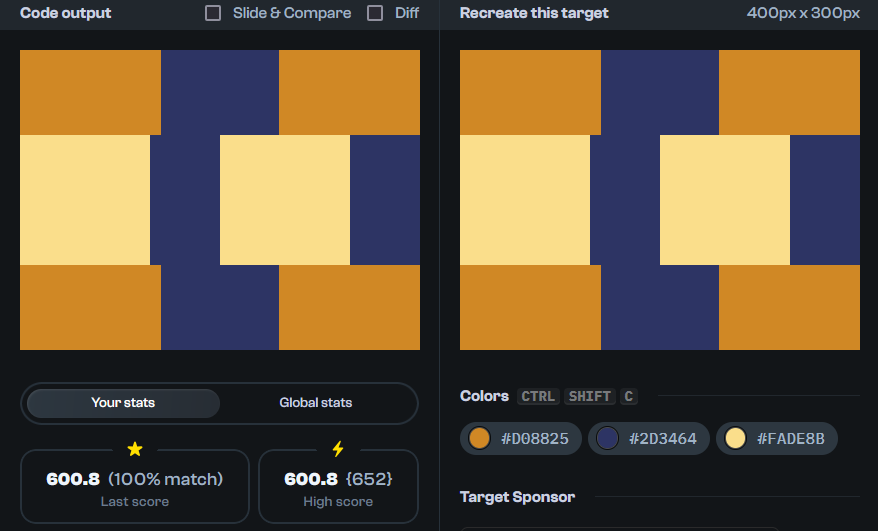 Code output
Slide & Compare
Diff
Recreate this target
400px x 300px
Your stats
Global stats
600.8 (100% match)
Last score
600.8 {652}
High score
Colors CTRL SHIFT C
#D08825
#2D3464
#FADE8B
Target Sponsor